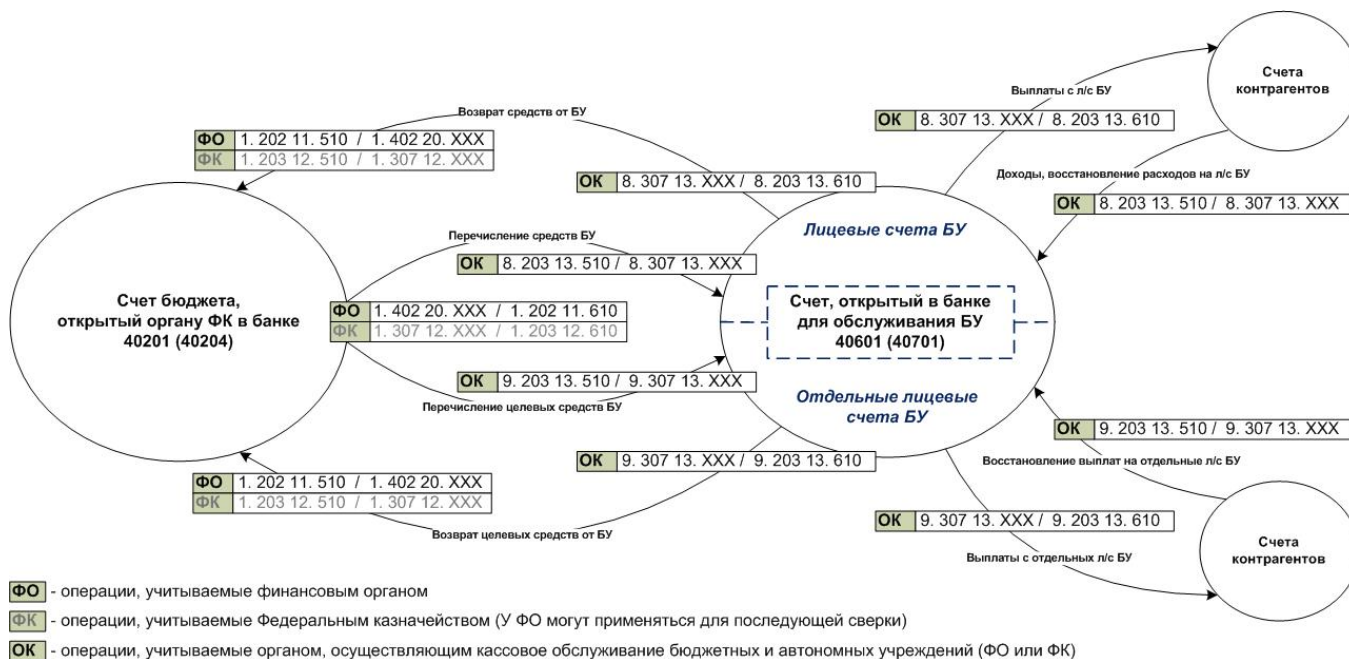 Счета
контрагентов
Выплаты с л/с БУ
ОК 8. 307 13. XXX / 8. 203 13. 610
Возврат средств от БУ
ФО 1. 202 11. 510 / 1. 402 20. XXX
ФК 1. 203 12. 510 / 1. 307 12. XXX
Доходы, восстановление расходов на л/с БУ
ОК 8. 307 13. XXX / 8. 203 13. 610
ОК 8. 203 13. 510 / 8. 307 13. XXX
Лицевые счета БУ
Перечисление средств БУ
ОК 8. 203 13. 510 / 8. 307 13. XXX
Счет бюджета,
открытый органу ФК в банке
40201 (40204)
ФО 1. 402 20. XXX / 1. 202 11. 610
ФК 1. 307 12. XXX / 1. 203 12. 610
Счет, открытый в банке
для обслуживания БУ
40601 (40701)
ОК 9. 203 13. 510 / 9. 307 13. XXX
Перечисление целевых средств БУ
Отдельные лицевые
счета БУ
ОК 9. 203 13. 510 / 9. 307 13. XXX
Восстановление выплат на отдельные л/с БУ
ОК 9. 307 13. XXX / 9. 203 13. 610
ФО 1. 202 11. 510 / 1. 402 20. XXX
ФК 1. 203 12. 510 / 1. 307 12. XXX
Возврат целевых средств от БУ
ОК 9. 307 13. XXX / 9. 203 13. 610
Выплаты с отдельных л/с БУ
Счета
контрагентов
ФО - операции, учитываемые финансовым органом
ФК - операции, учитываемые Федеральным казначейством (У ФО могут применяться для последующей сверки)
ОК - операции, учитываемые органом, осуществляющим кассовое обслуживание бюджетных и автономных учреждений (ФО или ФК)